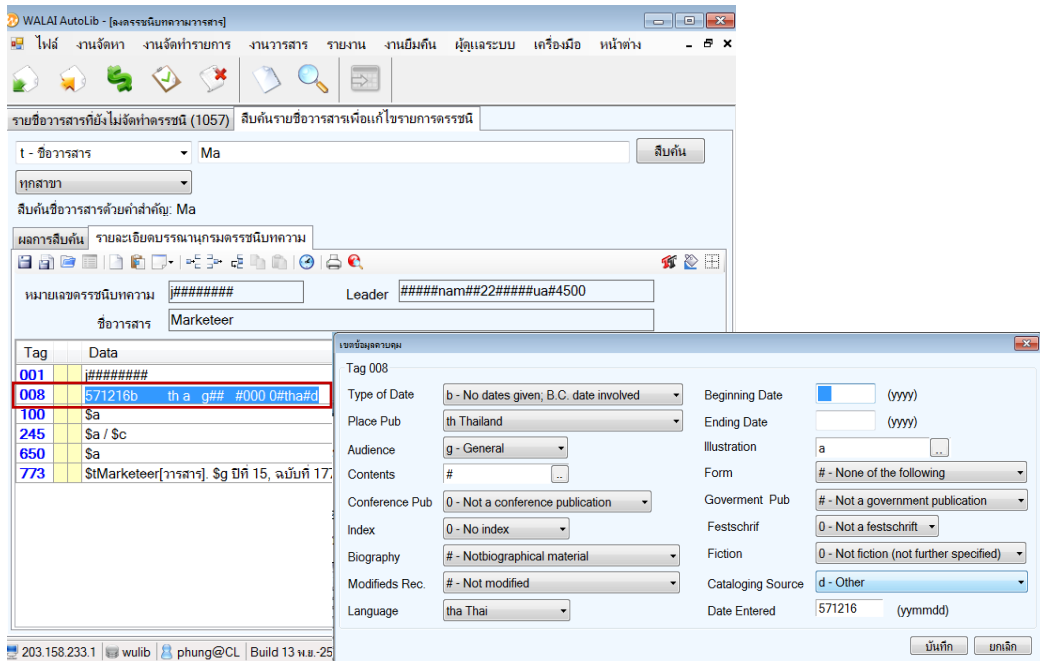 WALAI AutoLib - [ลงดรรชนีบทความวารสาร]
ไฟล์ งานจัดหา งานจัดทำรายการ งานวารสาร รายงาน งานยืมคืน ผู้ดูแลระบบ เครื่องมือ หน้าต่าง
รายชื่อวารสารที่ยังไม่จัดทำดรรชนี (1057) สืบค้นรายชื่อวารสารเพื่อแก้ไขรายการดรรชนี
t - ชื่อวารสาร Ma สืบค้น
ทุกสาขา
สืบค้นชื่อวารสารด้วยคำสำคัญ: Ma
ผลการสืบค้น รายละเอียดบรรณานุกรมดรรชนีบทความ
หมายเลขดรรชนีบทความ j######## Leader #####nam##22#####ua#4500
ชื่อวารสาร Marketeer
Tag Data
001 j########
008 571216b th a g## #000 0#tha#d
100 $a
245 $a / $c
650 $a
773 $tMarketeer[วารสาร]. $g ปีที่ 15, ฉบับที่ 177
เขตข้อมูลควบคุม
Tag 008
Type of Date b - No dates given; B.C. date involved Beginning Date (yyyy)
Place Pub th Thailand Ending Date (yyyy)
Audience g - General Illustration a ..
Contents # .. Form # - None of the following
Conference Pub 0 - Not a conference publication Goverment Pub # - Not a government publication
Index 0 - No index Festschrif 0 - Not a festschrift
Biography # - Notbiographical material Fiction 0 - Not fiction (not further specified)
Modifieds Rec. # - Not modified Cataloging Source d - Other
Language tha Thai Date Entered 571216 (yymmdd)
บันทึก ยกเลิก
203.158.233.1 wulib phung@CL Build 13 พ.ย.-25